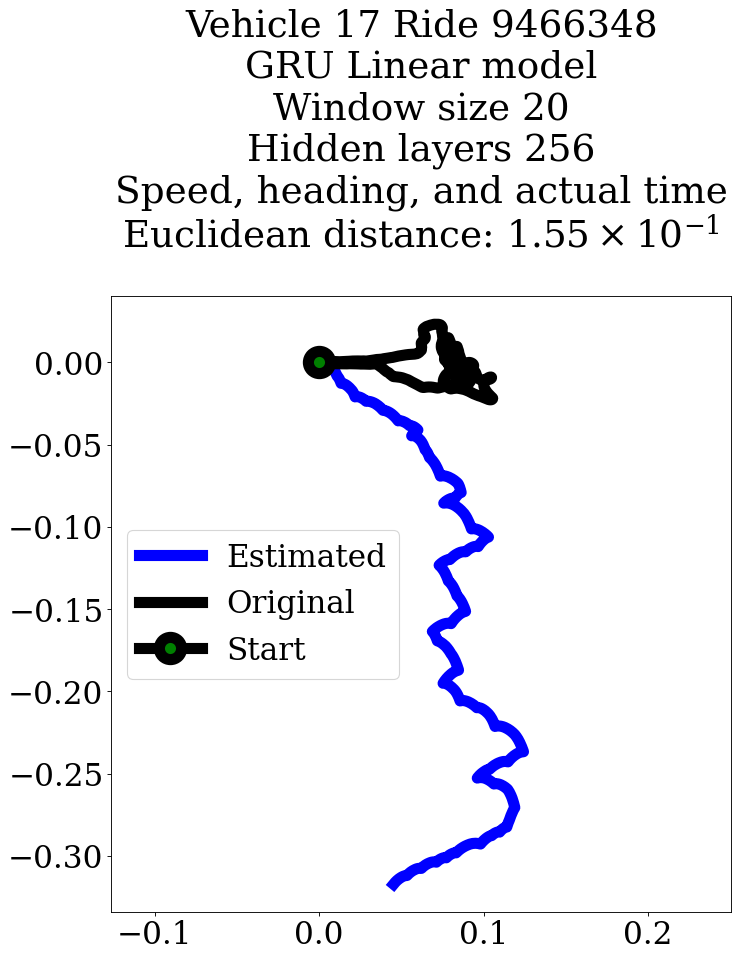 Vehicle 17 Ride 9466348
GRU Linear model
Window size 20
Hidden layers 256
Speed, heading, and actual time
Euclidean distance: 1.55 × 10⁻¹
0.00
−0.05
−0.10
−0.15
−0.20
−0.25
−0.30
Estimated
Original
Start
−0.1
0.0
0.1
0.2